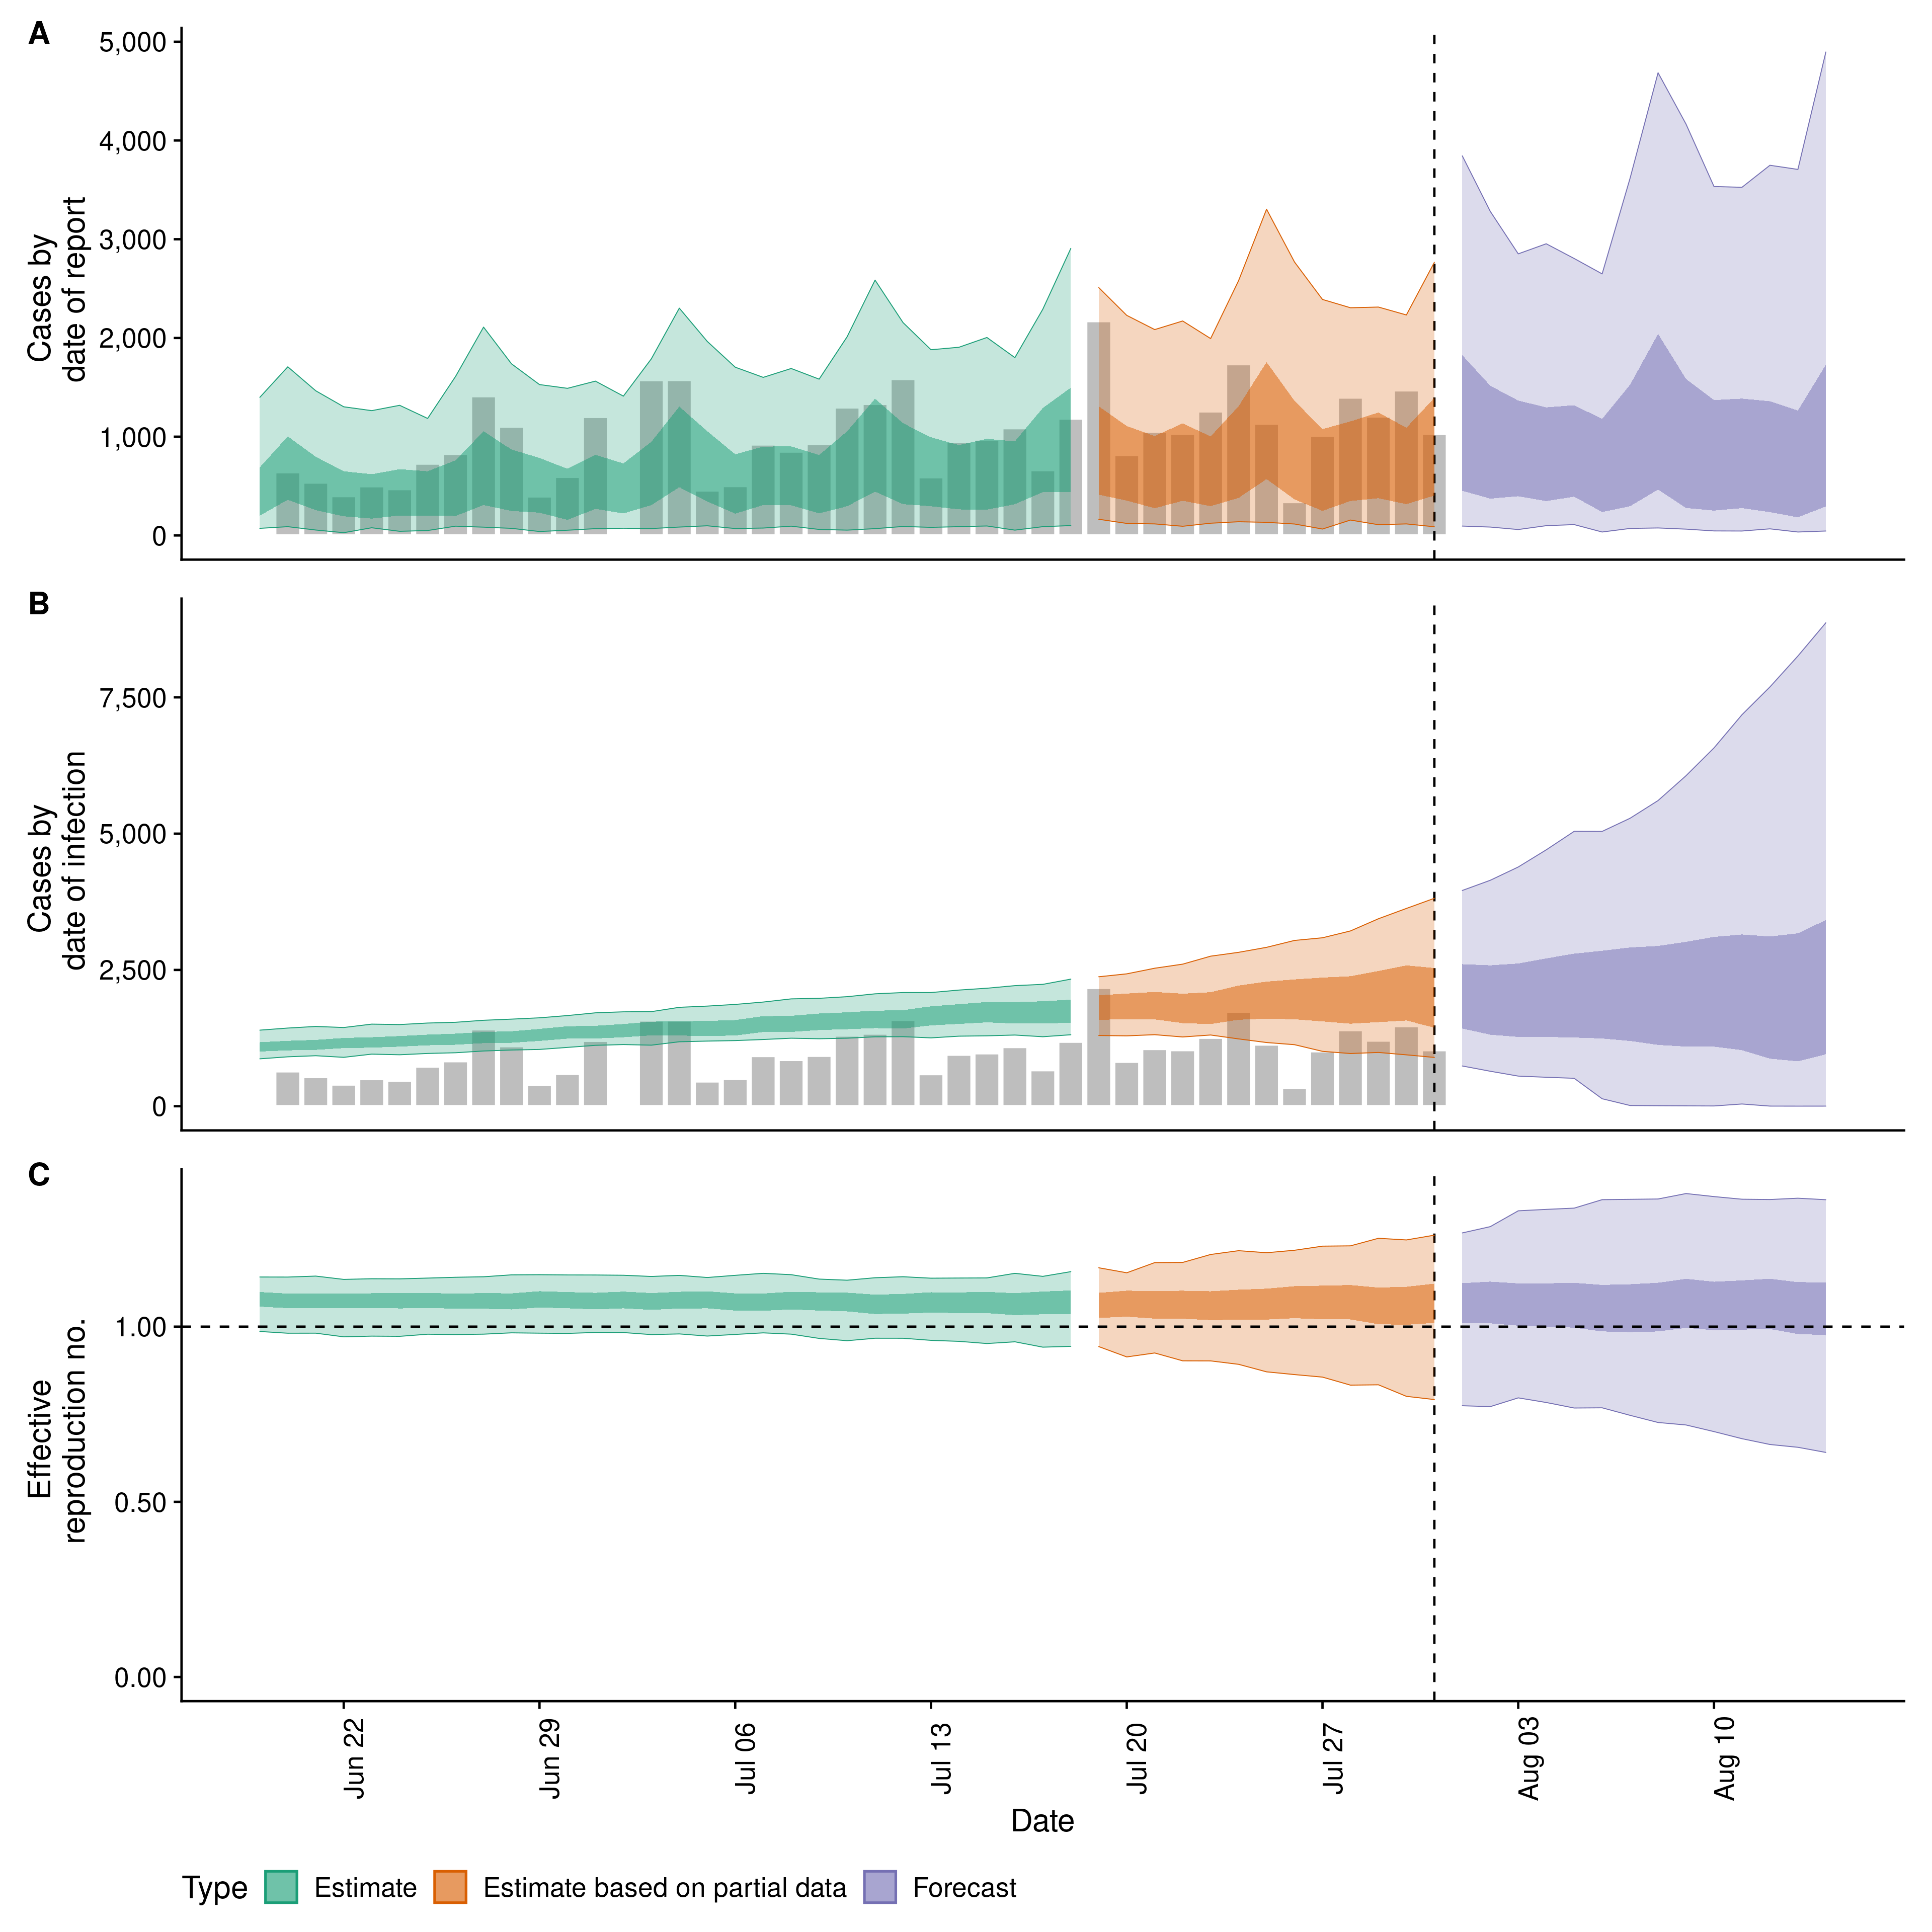 A
5,000
4,000
3,000
2,000
1,000
0
Cases by
date of report
B
7,500
5,000
2,500
0
Cases by
date of infection
C
1.00
0.50
0.00
Effective
reproduction no.
Jun 22
Jun 29
Jul 06
Jul 13
Jul 20
Jul 27
Aug 03
Aug 10
Date
Type Estimate Estimate based on partial data Forecast